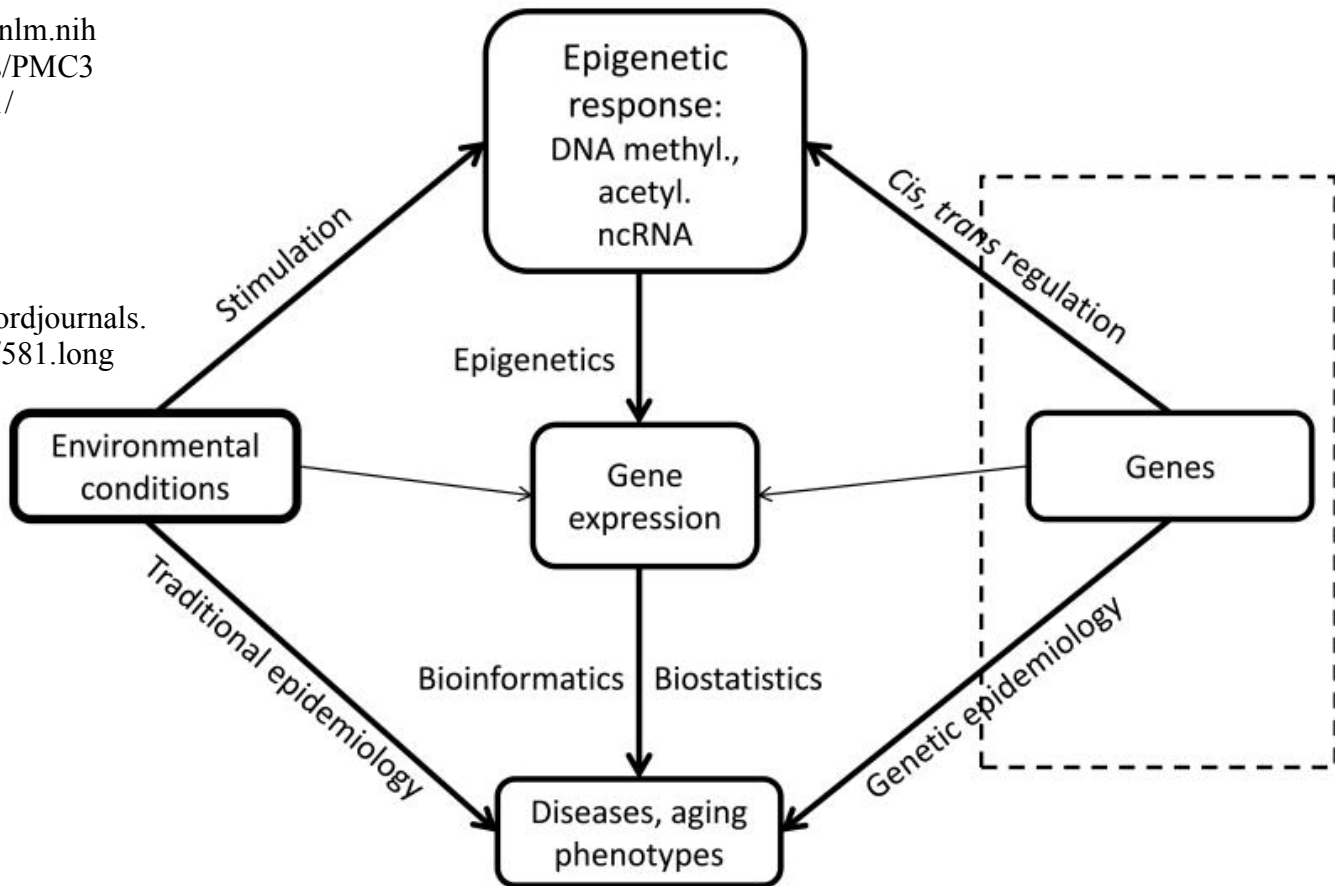 nlm.nih
s/PMC3
1/
Epigenetic
response:
DNA methyl.,
acetyl.
ncRNA
Stimulation
Cis, trans regulation
ordjournals.
/581.long
Epigenetics
Environmental
conditions
Gene
expression
Genes
Traditional epidemiology
Bioinformatics
Biostatistics
Genetic epidemiology
Diseases, aging
phenotypes